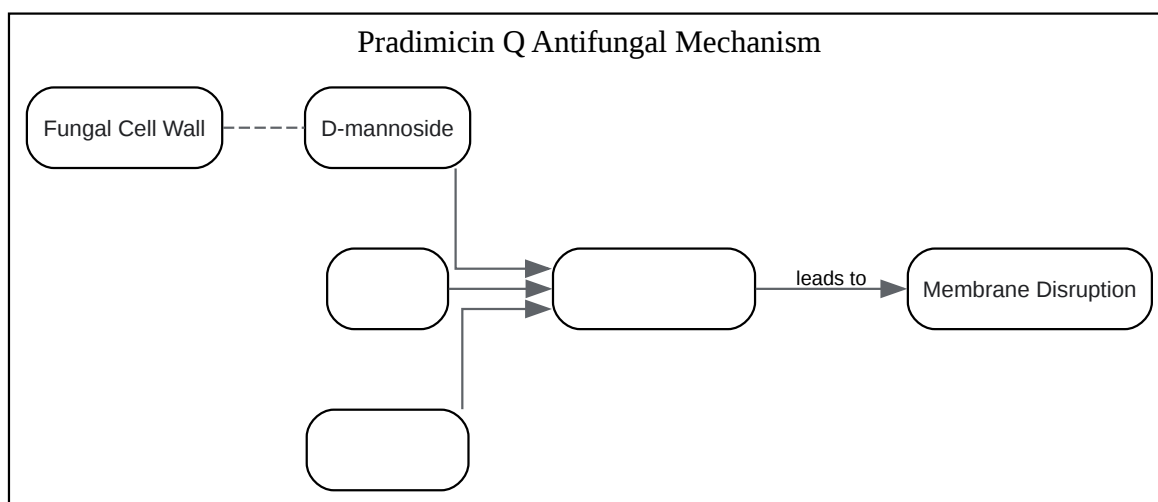 Pradimicin Q Antifungal Mechanism
Fungal Cell Wall
D-mannoside
leads to
Membrane Disruption